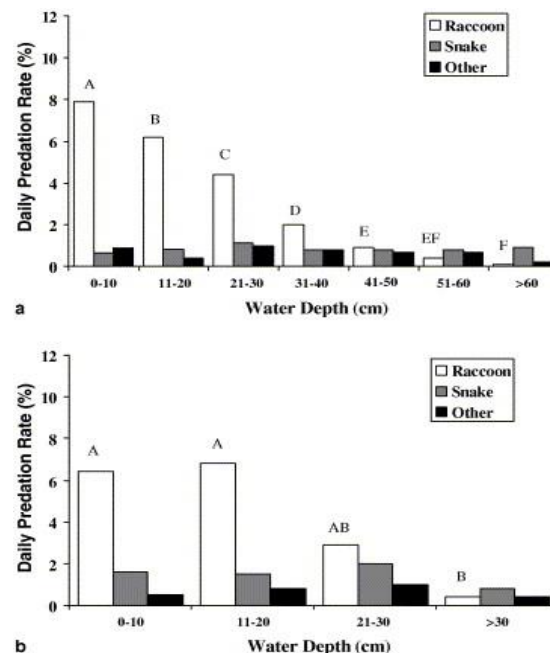 12
10
8
6
4
2
0
Daily Predation Rate (%)
Raccoon
Snake
Other
A
B
C
D
E
EF
F
0-10
11-20
21-30
31-40
41-50
51-60
>60
a
Water Depth (cm)
12
10
8
6
4
2
0
Daily Predation Rate (%)
Raccoon
Snake
Other
A
A
AB
B
0-10
11-20
21-30
>30
b
Water Depth (cm)